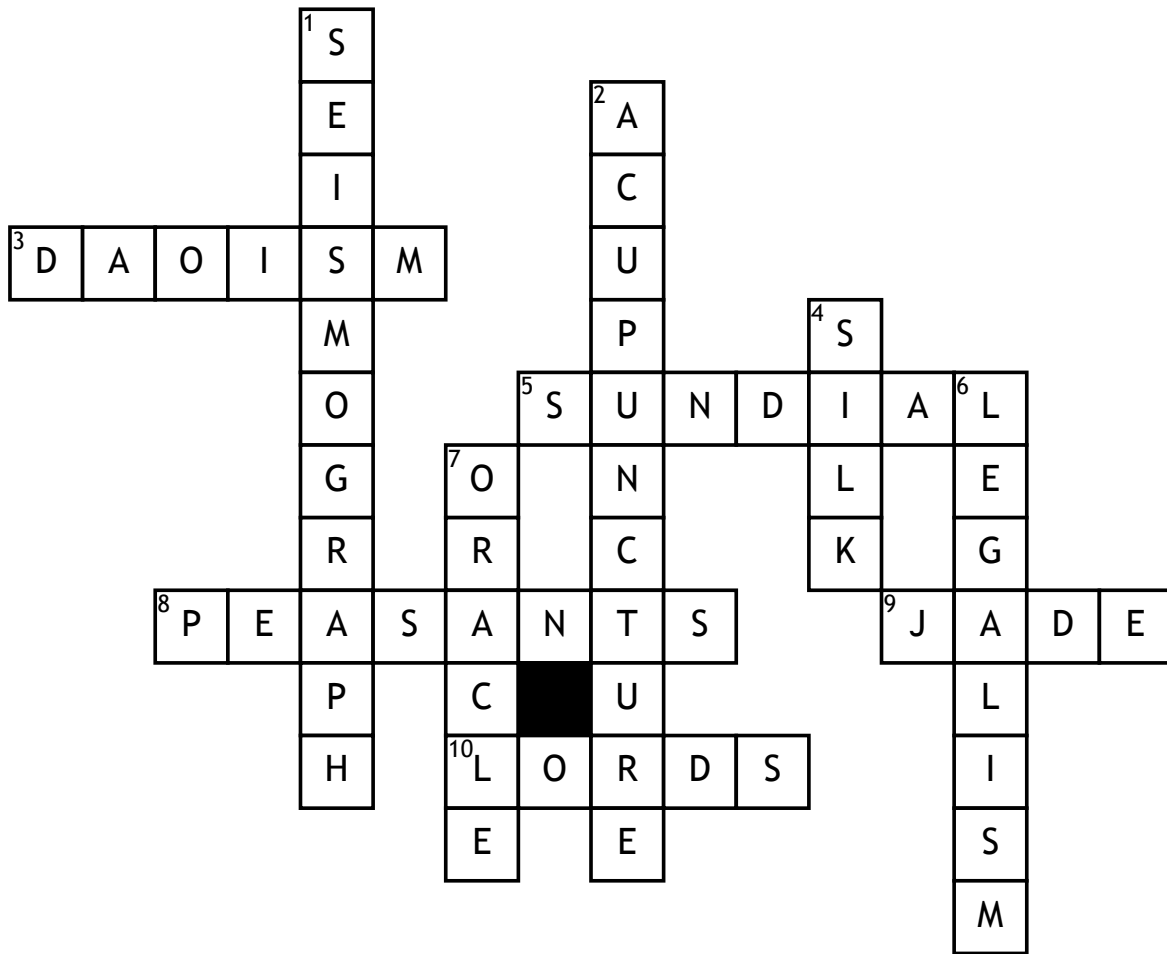 1 S
E 2 A
I C
3 D A O I S M U
M P 4 S
O 5 S U N D I A 6 L
G 7 O N L E
R R C K G
8 P E A S A N T S 9 J A D E
P C U L
H 10 L O R D S I
E E S
M